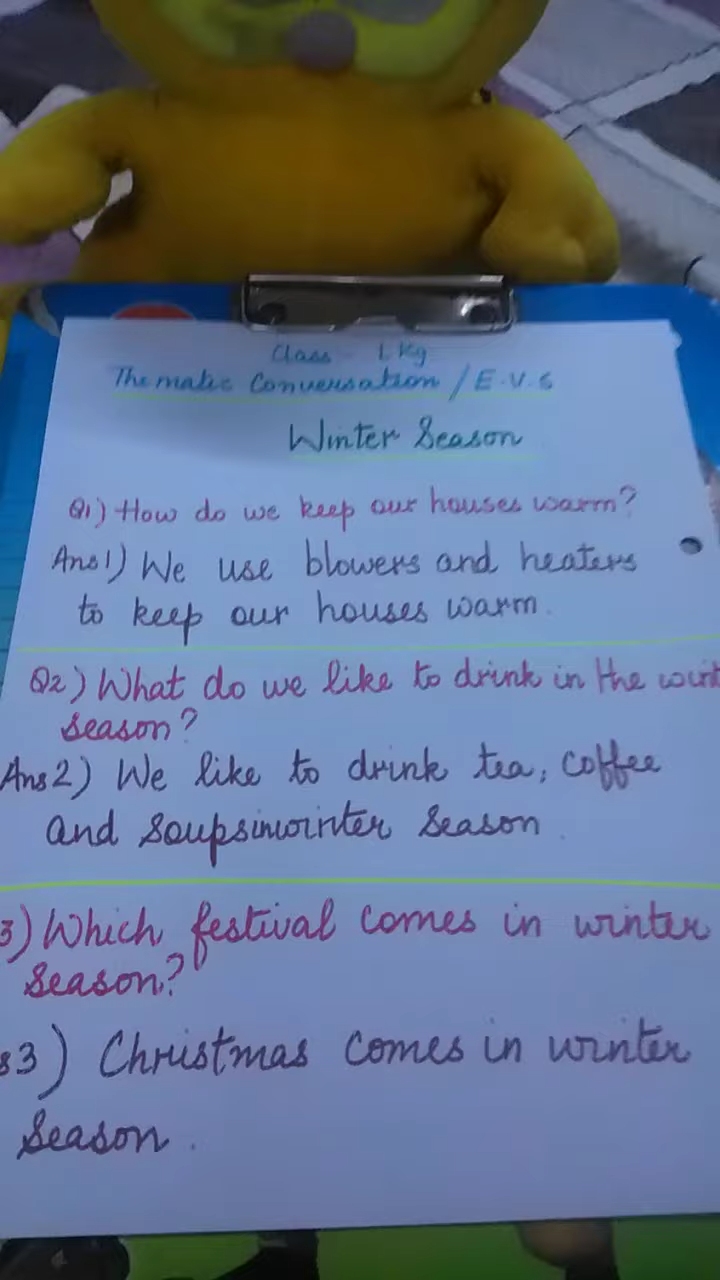 Class - LKg
Thematic Conversation / E.V.S
Winter Season
Q1) How do we keep our houses warm?
Ans1) We use blowers and heaters
to keep our houses warm.
Q2) What do we like to drink in the wint
season?
Ans2) We like to drink tea, coffee
and soupsinwinter season.
3) Which festival comes in winter
season?
s3) Christmas comes in winter
season.